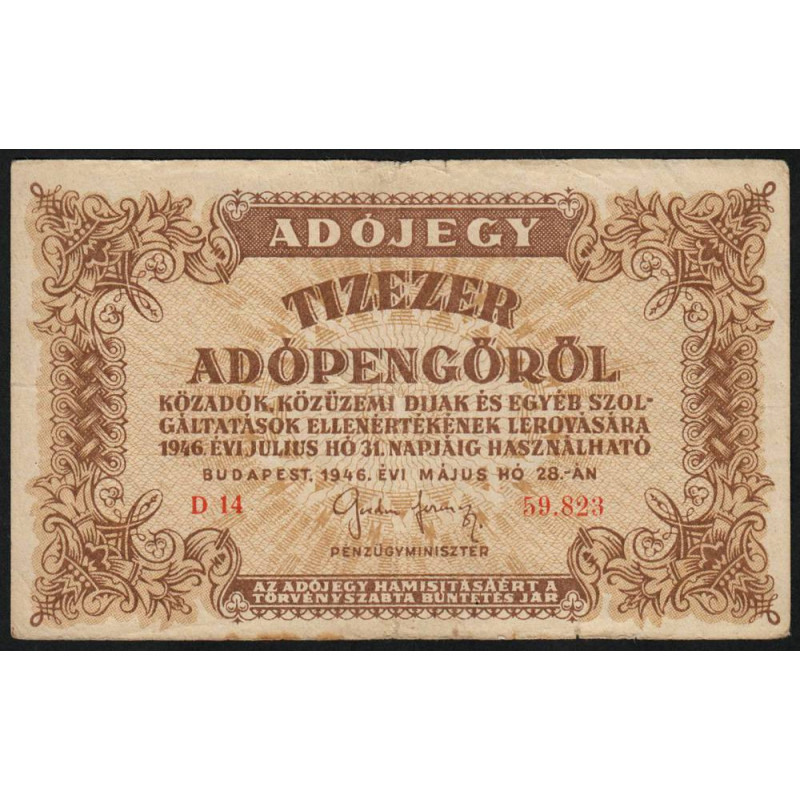 ADÓJEGY
TIZEZER
ADÓPENGŐRŐL
KÖZADÓK, KÖZÜZEMI DIJAK ÉS EGYÉB SZOL-
GÁLTATÁSOK ELLENÉRTÉKÉNEK LEROVÁSÁRA
1946. ÉVI JULIUS HÓ 31. NAPJÁIG HASZNÁLHATÓ
BUDAPEST, 1946. ÉVI MÁJUS HÓ 28.-ÁN
D 14 59.823
PÉNZÜGYMINISZTER
AZ ADÓJEGY HAMISITÁSÁÉRT A
TÖRVÉNYSZABTA BÜNTETÉS JÁR